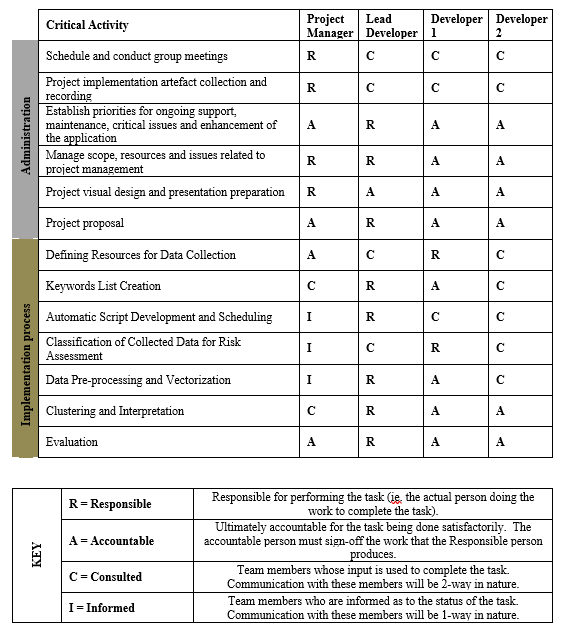 Critical Activity
Project Manager
Lead Developer
Developer 1
Developer 2
Administration
Schedule and conduct group meetings R C C C
Project implementation artefact collection and
recording R C C C
Establish priorities for ongoing support,
maintenance, critical issues and enhancement of
the application A R A A
Manage scope, resources and issues related to
project management R R A A
Project visual design and presentation preparation R A A A
Project proposal A R A A
Implementation process
Defining Resources for Data Collection A C R C
Keywords List Creation C R A C
Automatic Script Development and Scheduling I R C C
Classification of Collected Data for Risk
Assessment I C R C
Data Pre-processing and Vectorization I R A C
Clustering and Interpretation C R A A
Evaluation A R A A
KEY
R = Responsible
Responsible for performing the task (ie. the actual person doing the
work to complete the task).
A = Accountable
Ultimately accountable for the task being done satisfactorily. The
accountable person must sign-off the work that the Responsible person
produces.
C = Consulted
Team members whose input is used to complete the task.
Communication with these members will be 2-way in nature.
I = Informed
Team members who are informed as to the status of the task.
Communication with these members will be 1-way in nature.